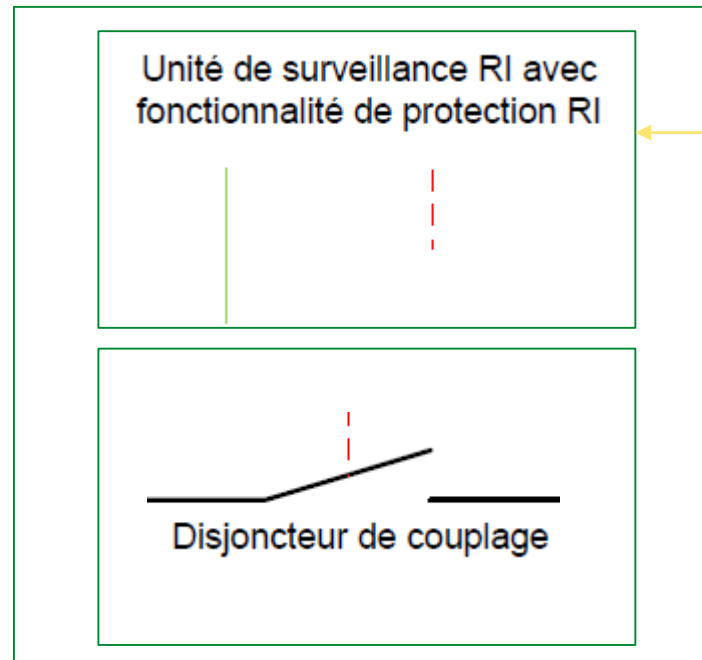 Unité de surveillance RI avec
fonctionnalité de protection RI
Disjoncteur de couplage